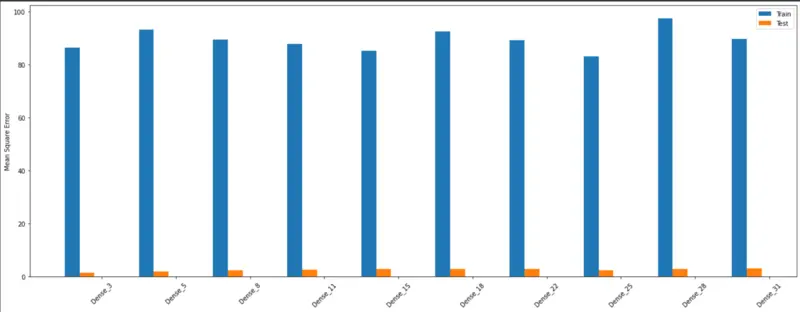 100
80
60
40
20
0
Mean Square Error
Train
Test
Dense_3
Dense_5
Dense_8
Dense_11
Dense_15
Dense_18
Dense_22
Dense_25
Dense_28
Dense_31